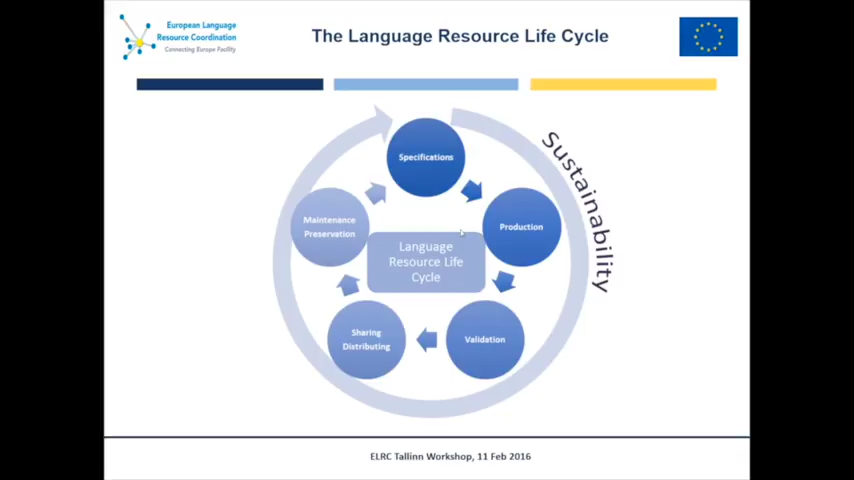 European Language
Resource Coordination
Connecting Europe Facility
The Language Resource Life Cycle
Specifications
Production
Validation
Sharing
Distributing
Maintenance
Preservation
Language
Resource Life
Cycle
Sustainability
ELRC Tallinn Workshop, 11 Feb 2016